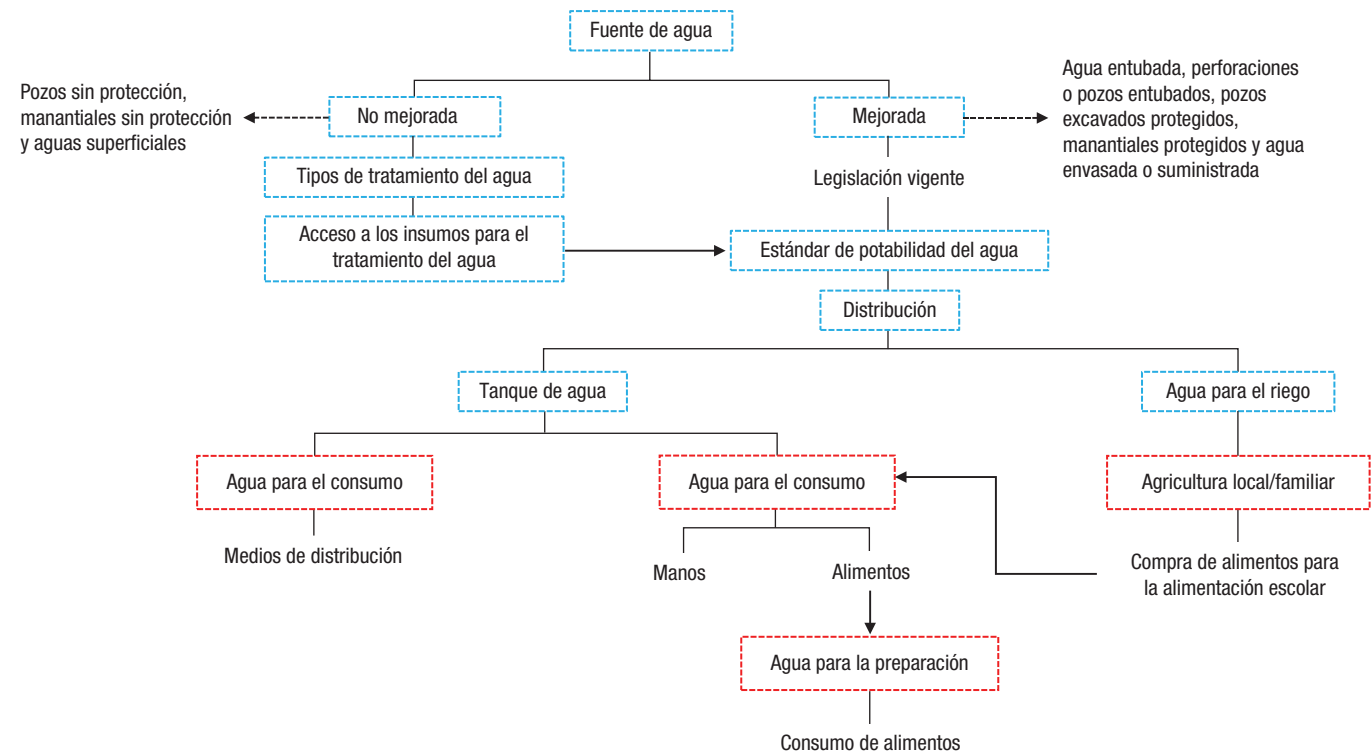 Fuente de agua
Pozos sin protección,
manantiales sin protección
y aguas superficiales
No mejorada
Mejorada
Agua entubada, perforaciones
o pozos entubados, pozos
excavados protegidos,
manantiales protegidos y agua
envasada o suministrada
Tipos de tratamiento del agua
Legislación vigente
Acceso a los insumos para el
tratamiento del agua
Estándar de potabilidad del agua
Distribución
Tanque de agua
Agua para el riego
Agua para el consumo
Agua para el consumo
Agricultura local/familiar
Medios de distribución
Manos
Alimentos
Compra de alimentos para
la alimentación escolar
Agua para la preparación
Consumo de alimentos